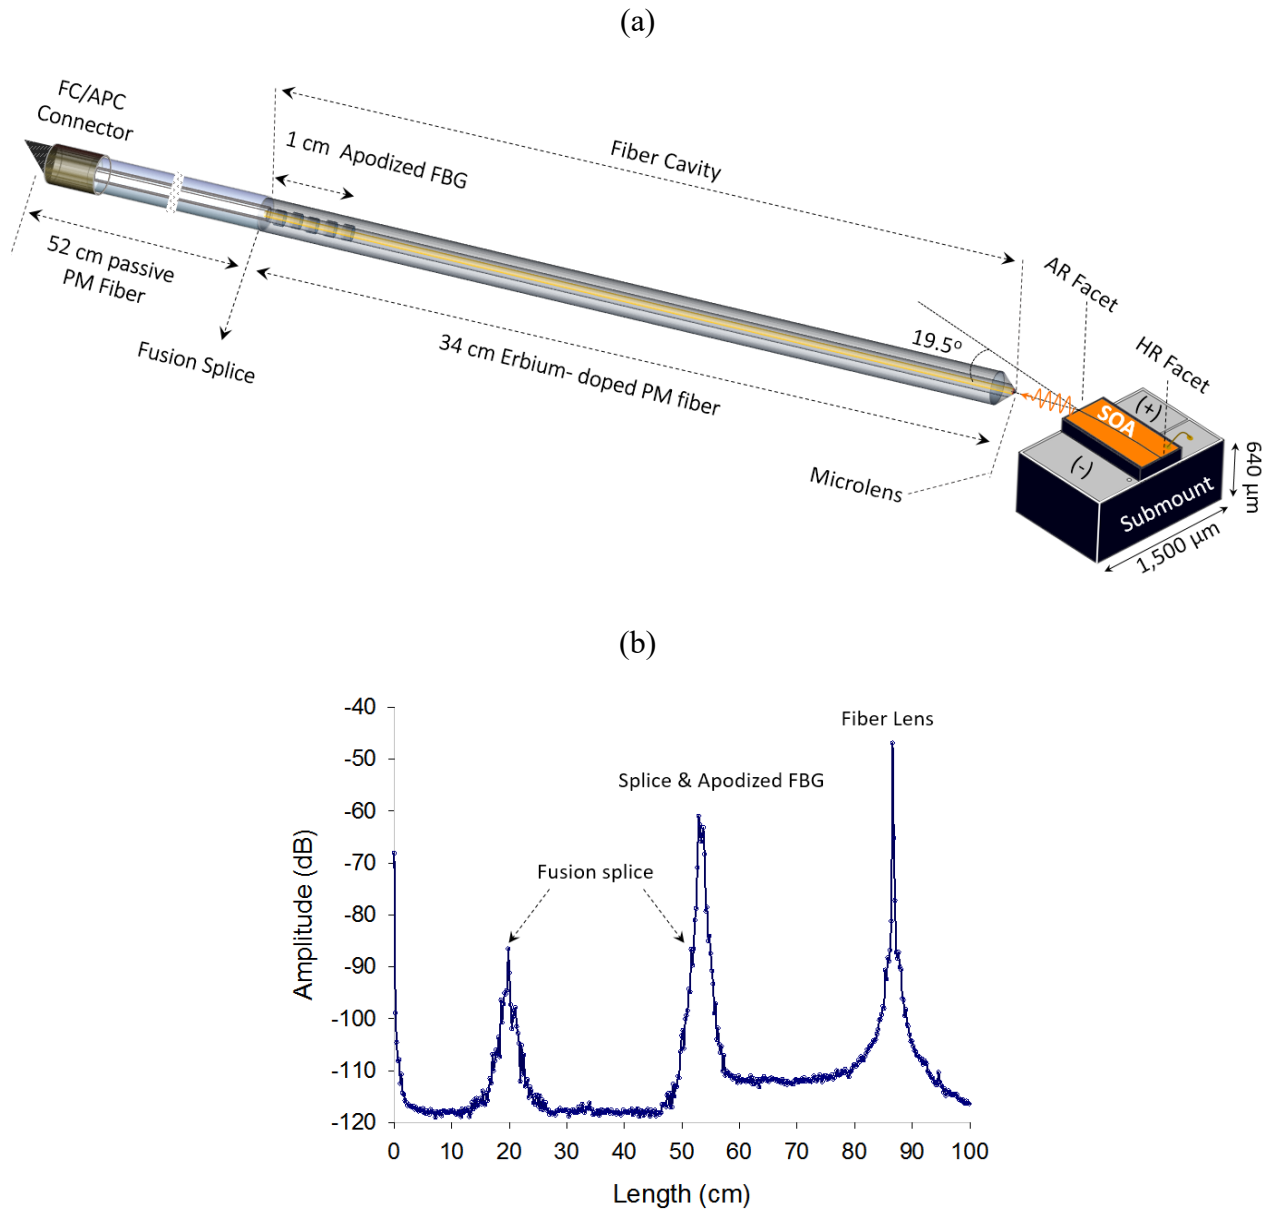 (a)
FC/APC
Connector
1 cm  Apodized FBG
Fiber Cavity
52 cm passive
PM Fiber
Fusion Splice
34 cm Erbium- doped PM fiber
19.5°
AR Facet
HR Facet
Microlens
SOA
(+)
(-)
Submount
640 µm
1,500 µm
(b)
Amplitude (dB)
-40
-50
-60
-70
-80
-90
-100
-110
-120
Fiber Lens
Splice & Apodized FBG
Fusion splice
0 10 20 30 40 50 60 70 80 90 100
Length (cm)